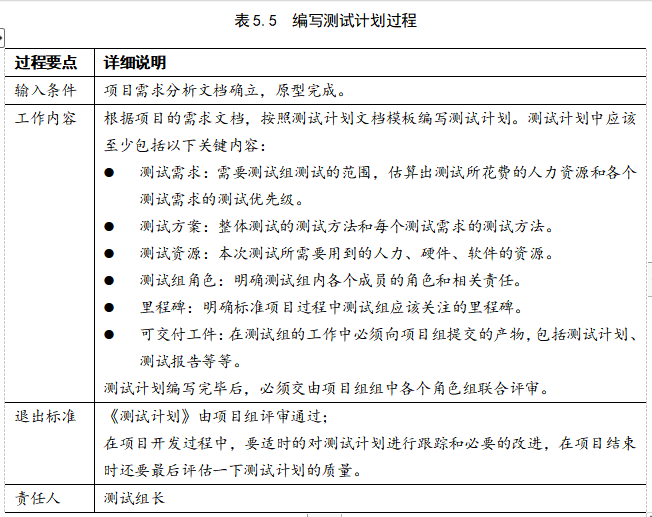 表5.5 编写测试计划过程
过程要点 详细说明
输入条件 项目需求分析文档确立，原型完成。
工作内容 根据项目的需求文档，按照测试计划文档模板编写测试计划。测试计划中应该
至少包括以下关键内容：
● 测试需求：需要测试组测试的范围，估算出测试所花费的人力资源和各个
测试需求的测试优先级。
● 测试方案：整体测试的测试方法和每个测试需求的测试方法。
● 测试资源：本次测试所需要用到的人力、硬件、软件的资源。
● 测试组角色：明确测试组内各个成员的角色和相关责任。
● 里程碑：明确标准项目过程中测试组应该关注的里程碑。
● 可交付工件：在测试组的工作中必须向项目组提交的产物，包括测试计划、
测试报告等等。
测试计划编写完毕后，必须交由项目组组中各个角色组联合评审。
退出标准 《测试计划》由项目组评审通过；
在项目开发过程中，要适时的对测试计划进行跟踪和必要的改进，在项目结束
时还要最后评估一下测试计划的质量。
责任人 测试组长